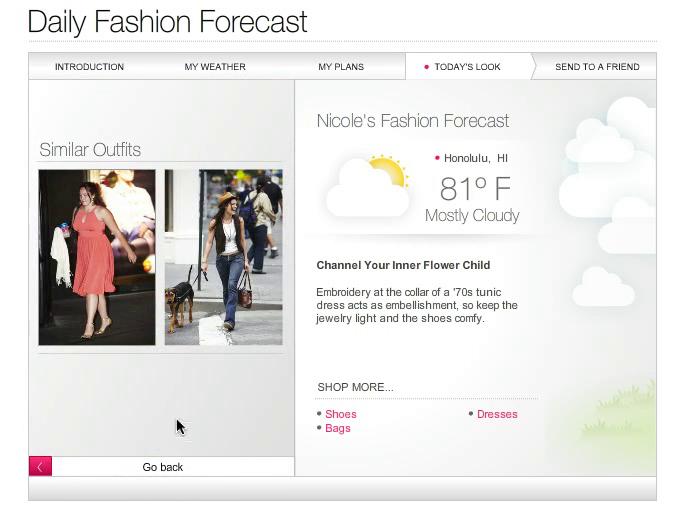 Daily Fashion Forecast
INTRODUCTION
MY WEATHER
MY PLANS
TODAY'S LOOK
SEND TO A FRIEND
Similar Outfits
Go back
Nicole's Fashion Forecast
Honolulu, HI
81º F
Mostly Cloudy
Channel Your Inner Flower Child
Embroidery at the collar of a '70s tunic
dress acts as embellishment, so keep the
jewelry light and the shoes comfy.
SHOP MORE...
Shoes
Dresses
Bags